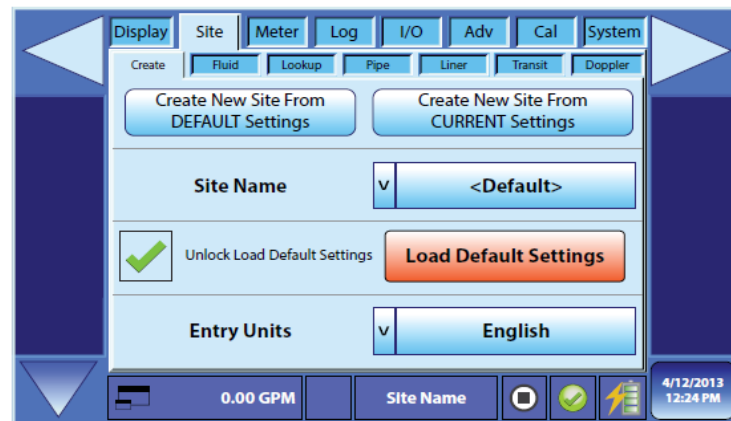 Display Site Meter Log I/O Adv Cal System
Create Fluid Lookup Pipe Liner Transit Doppler
Create New Site From
DEFAULT Settings
Create New Site From
CURRENT Settings
Site Name v <Default>
Unlock Load Default Settings Load Default Settings
Entry Units v English
0.00 GPM SIte Name
4/12/2013
12:24 PM